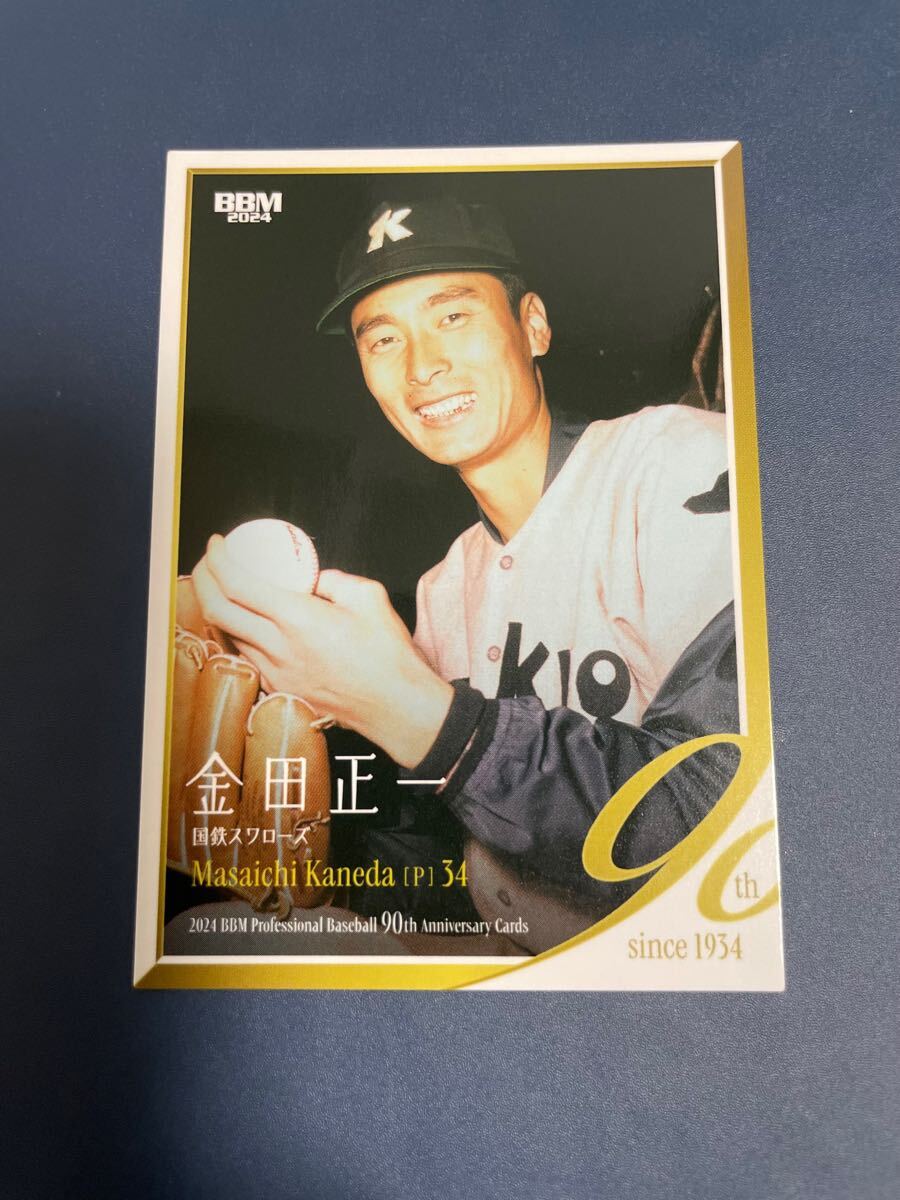 BBM
2024
K
kio
金田正一
国鉄スワローズ
Masaichi Kaneda [P] 34
2024 BBM Professional Baseball 90th Anniversary Cards
90th
since 1934